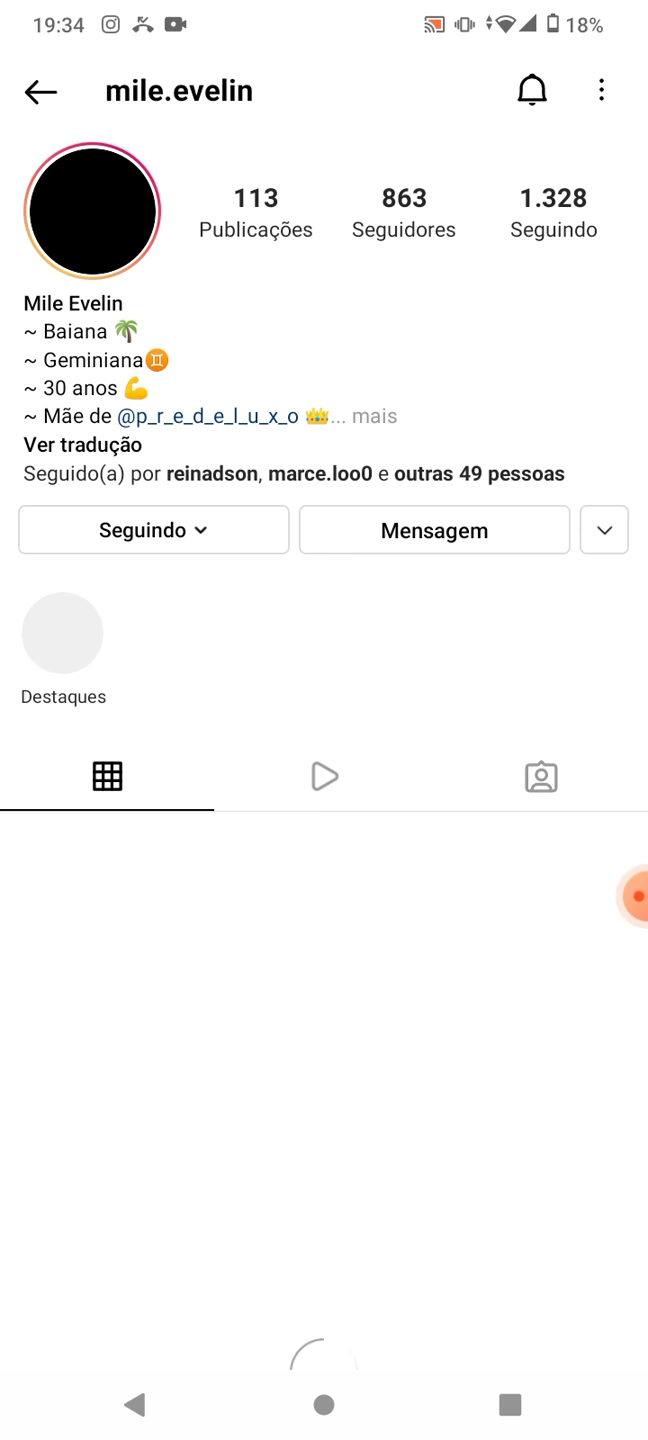 19:34 18%
mile.evelin
113 863 1.328
Publicações Seguidores Seguindo
Mile Evelin
~ Baiana 🌴
~ Geminiana♊
~ 30 anos 💪
~ Mãe de @p_r_e_d_e_l_u_x_o 👑... mais
Ver tradução
Seguido(a) por reinadson, marce.loo0 e outras 49 pessoas
Seguindo Mensagem
Destaques